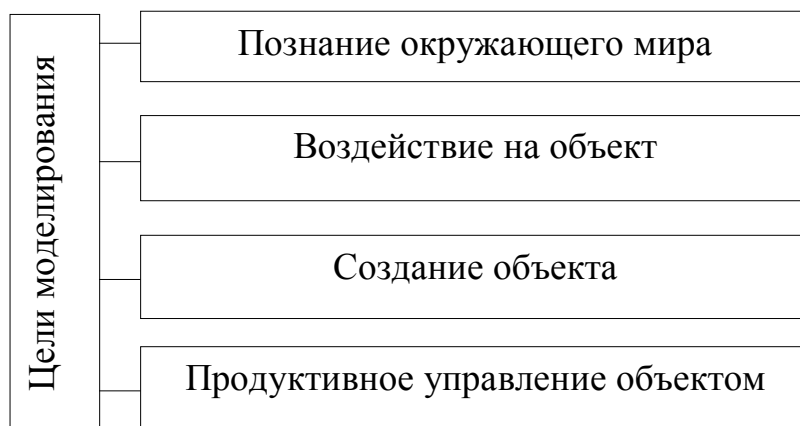 Цели моделирования
Познание окружающего мира
Воздействие на объект
Создание объекта
Продуктивное управление объектом